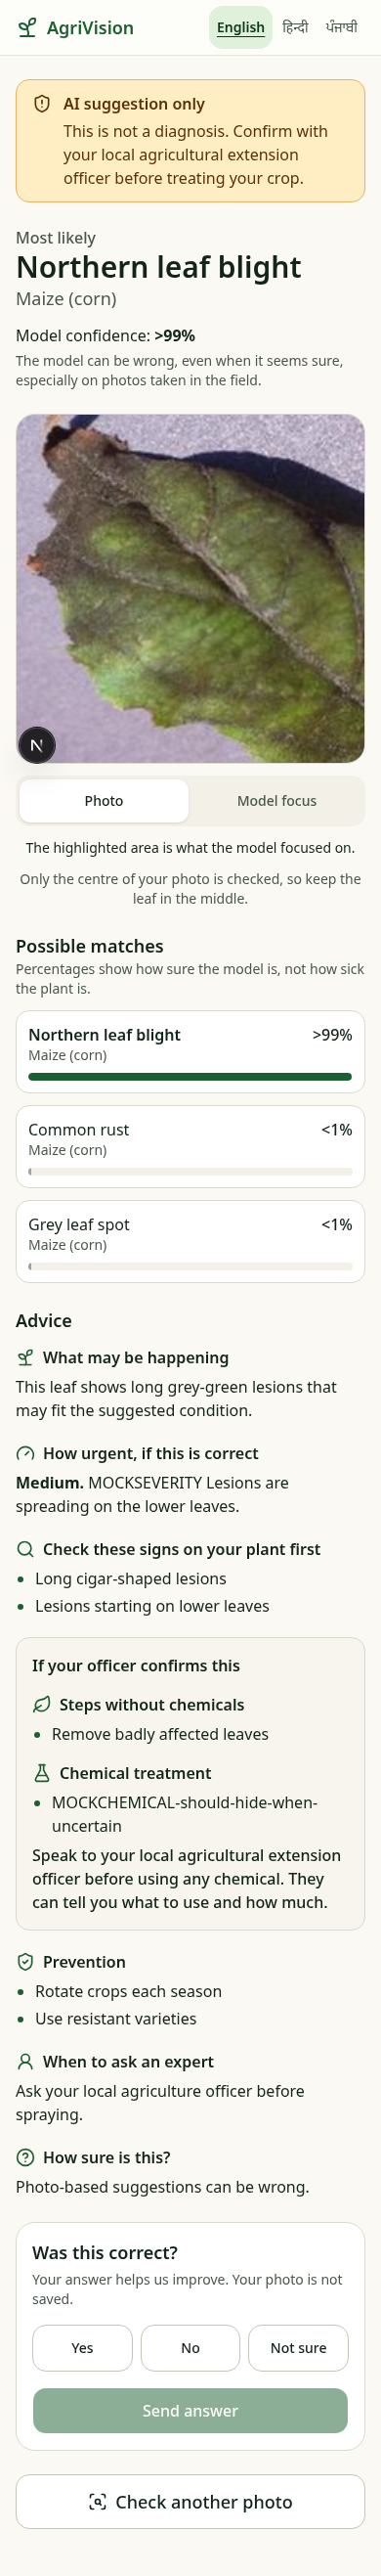 AgriVision
English
हिन्दी
ਪੰਜਾਬੀ
AI suggestion only
This is not a diagnosis. Confirm with
your local agricultural extension
officer before treating your crop.
Most likely
Northern leaf blight
Maize (corn)
Model confidence: >99%
The model can be wrong, even when it seems sure,
especially on photos taken in the field.
N
Photo
Model focus
The highlighted area is what the model focused on.
Only the centre of your photo is checked, so keep the
leaf in the middle.
Possible matches
Percentages show how sure the model is, not how sick
the plant is.
Northern leaf blight >99%
Maize (corn)
Common rust <1%
Maize (corn)
Grey leaf spot <1%
Maize (corn)
Advice
What may be happening
This leaf shows long grey-green lesions that
may fit the suggested condition.
How urgent, if this is correct
Medium. MOCKSEVERITY Lesions are
spreading on the lower leaves.
Check these signs on your plant first
Long cigar-shaped lesions
Lesions starting on lower leaves
If your officer confirms this
Steps without chemicals
Remove badly affected leaves
Chemical treatment
MOCKCHEMICAL-should-hide-when-
uncertain
Speak to your local agricultural extension
officer before using any chemical. They
can tell you what to use and how much.
Prevention
Rotate crops each season
Use resistant varieties
When to ask an expert
Ask your local agriculture officer before
spraying.
How sure is this?
Photo-based suggestions can be wrong.
Was this correct?
Your answer helps us improve. Your photo is not
saved.
Yes
No
Not sure
Send answer
Check another photo